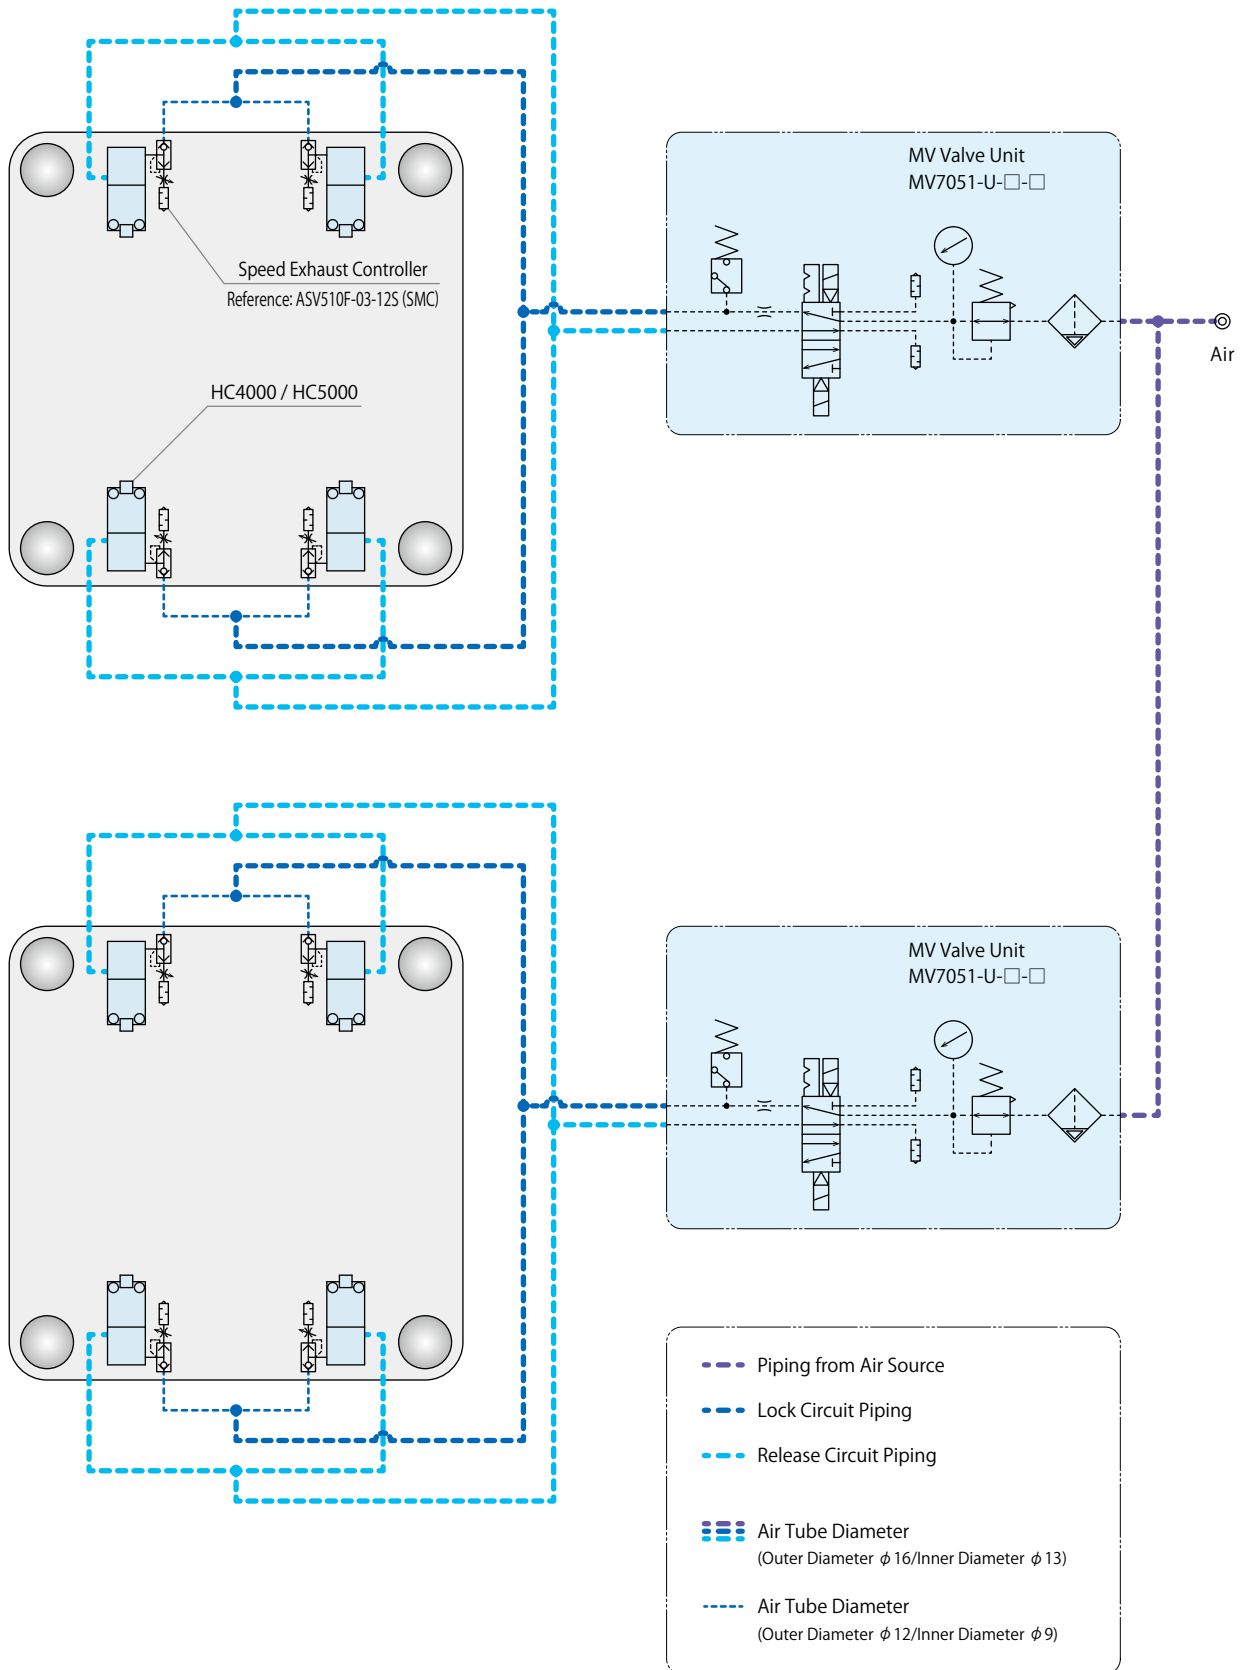 MV Valve Unit
MV7051-U-□-□
Speed Exhaust Controller
Reference: ASV510F-03-12S (SMC)
Air
HC4000 / HC5000
MV Valve Unit
MV7051-U-□-□
Piping from Air Source
Lock Circuit Piping
Release Circuit Piping
Air Tube Diameter
(Outer Diameter φ16/Inner Diameter φ13)
Air Tube Diameter
(Outer Diameter φ12/Inner Diameter φ9)